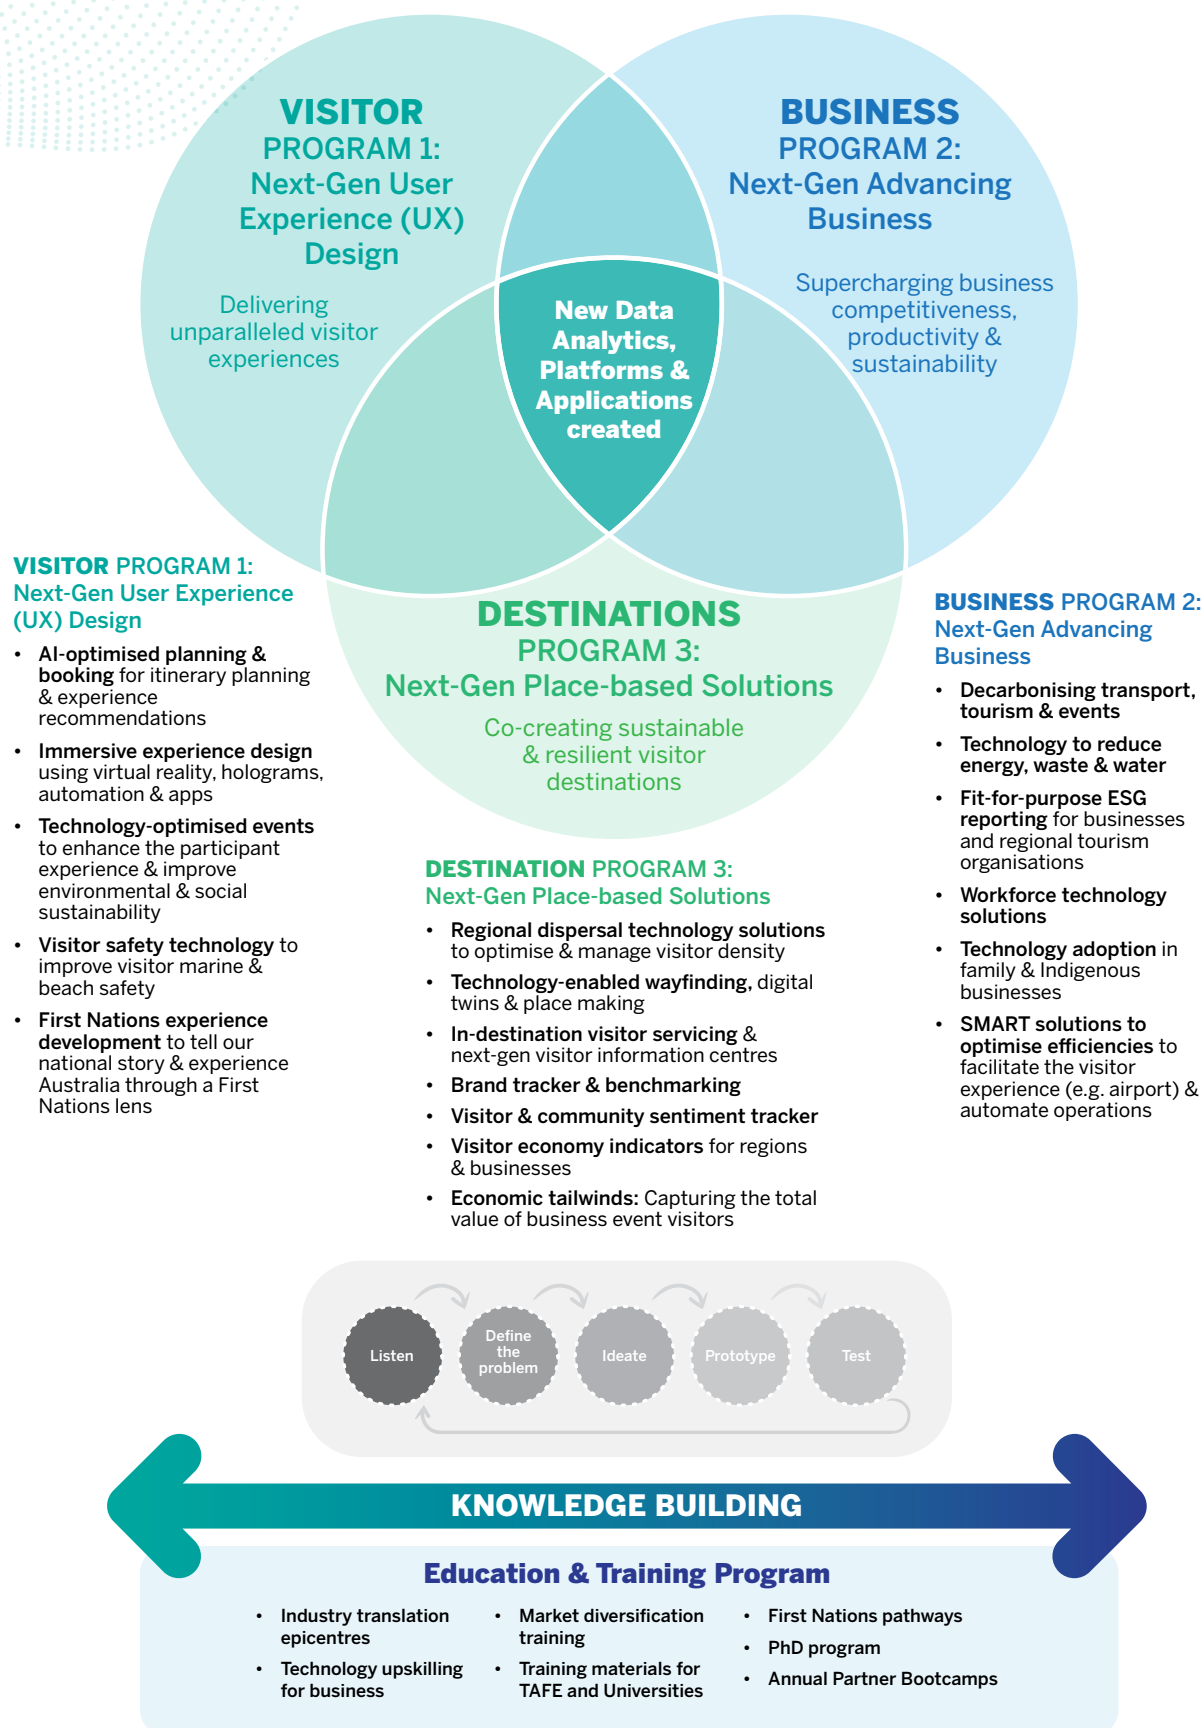 VISITOR
PROGRAM 1:
Next-Gen User
Experience (UX)
Design
Delivering
unparalleled visitor
experiences
BUSINESS
PROGRAM 2:
Next-Gen Advancing
Business
Supercharging business
competitiveness,
productivity &
sustainability
New Data
Analytics,
Platforms &
Applications
created
DESTINATIONS
PROGRAM 3:
Next-Gen Place-based Solutions
Co-creating sustainable
& resilient visitor
destinations
VISITOR PROGRAM 1:
Next-Gen User Experience
(UX) Design
• AI-optimised planning &
booking for itinerary planning
& experience
recommendations
• Immersive experience design
using virtual reality, holograms,
automation & apps
• Technology-optimised events
to enhance the participant
experience & improve
environmental & social
sustainability
• Visitor safety technology to
improve visitor marine &
beach safety
• First Nations experience
development to tell our
national story & experience
Australia through a First
Nations lens
DESTINATION PROGRAM 3:
Next-Gen Place-based Solutions
• Regional dispersal technology solutions
to optimise & manage visitor density
• Technology-enabled wayfinding, digital
twins & place making
• In-destination visitor servicing &
next-gen visitor information centres
• Brand tracker & benchmarking
• Visitor & community sentiment tracker
• Visitor economy indicators for regions
& businesses
• Economic tailwinds: Capturing the total
value of business event visitors
BUSINESS PROGRAM 2:
Next-Gen Advancing
Business
• Decarbonising transport,
tourism & events
• Technology to reduce
energy, waste & water
• Fit-for-purpose ESG
reporting for businesses
and regional tourism
organisations
• Workforce technology
solutions
• Technology adoption in
family & Indigenous
businesses
• SMART solutions to
optimise efficiencies to
facilitate the visitor
experience (e.g. airport) &
automate operations
Listen
Define
the
problem
Ideate
Prototype
Test
KNOWLEDGE BUILDING
Education & Training Program
• Industry translation
epicentres
• Technology upskilling
for business
• Market diversification
training
• Training materials for
TAFE and Universities
• First Nations pathways
• PhD program
• Annual Partner Bootcamps